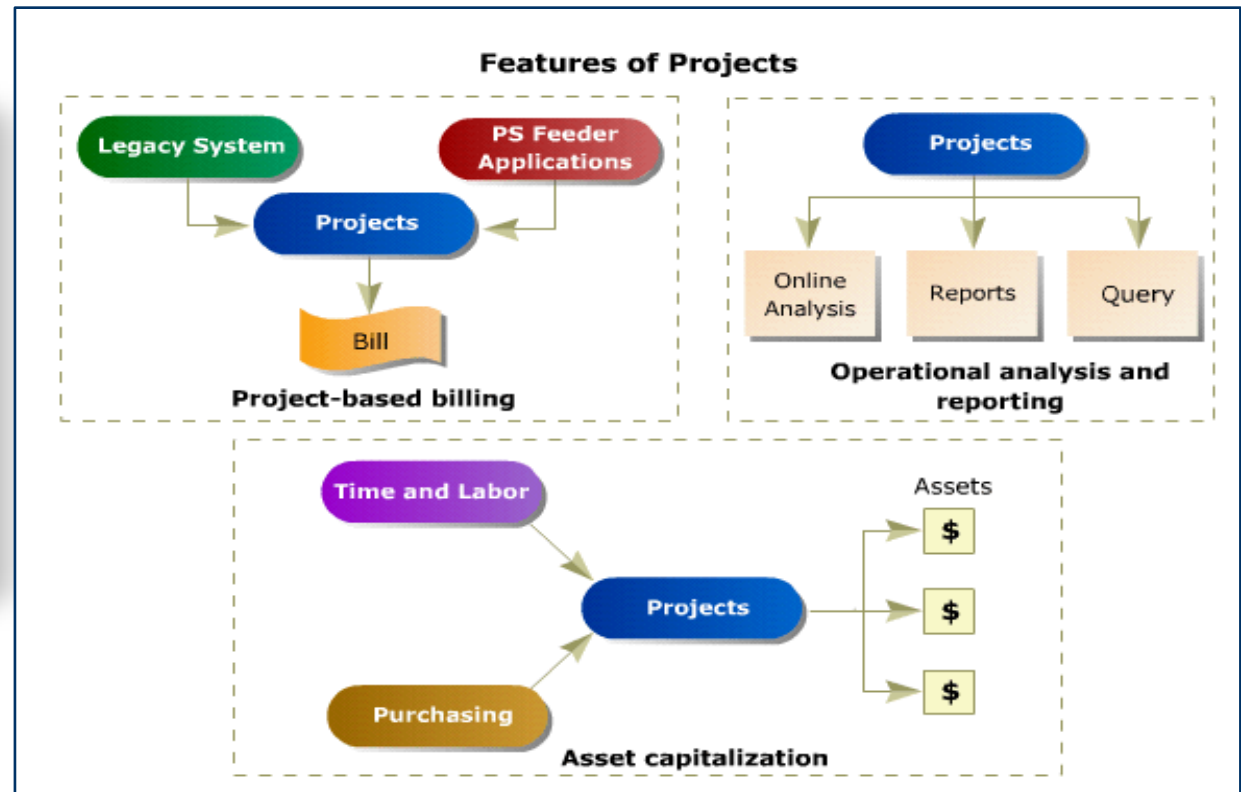 Features of Projects
Legacy System
PS Feeder
Applications
Projects
Bill
Project-based billing
Projects
Online
Analysis
Reports
Query
Operational analysis and
reporting
Time and Labor
Purchasing
Projects
Assets
$
$
$
Asset capitalization